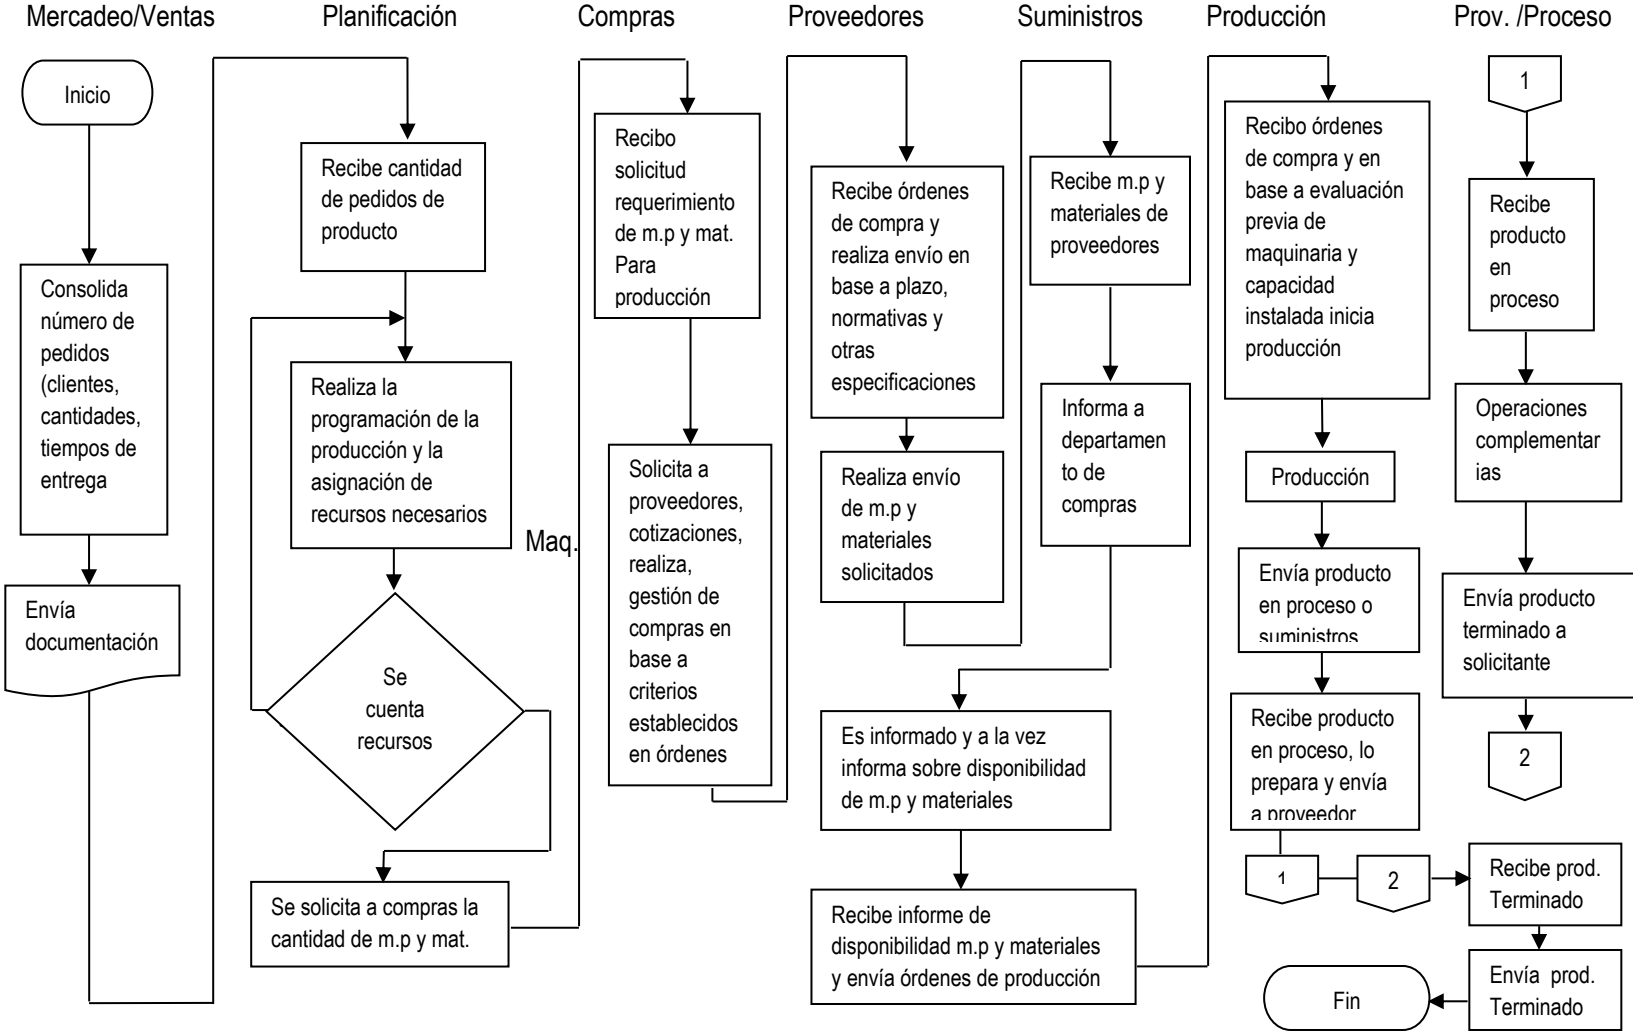 Mercadeo/Ventas
Planificación
Compras
Proveedores
Suministros
Producción
Prov. /Proceso
Inicio
Consolida
número de
pedidos
(clientes,
cantidades,
tiempos de
entrega
Envía
documentación
Recibe cantidad
de pedidos de
producto
Realiza la
programación de la
producción y la
asignación de
recursos necesarios
Maq.
Se
cuenta
recursos
Se solicita a compras la
cantidad de m.p y mat.
Recibo
solicitud
requerimiento
de m.p y mat.
Para
producción
Solicita a
proveedores,
cotizaciones,
realiza,
gestión de
compras en
base a
criterios
establecidos
en órdenes
Recibe órdenes
de compra y
realiza envío en
base a plazo,
normativas y
otras
especificaciones
Realiza envío
de m.p y
materiales
solicitados
Recibe m.p y
materiales de
proveedores
Informa a
departamen
to de
compras
Es informado y a la vez
informa sobre disponibilidad
de m.p y materiales
Recibe informe de
disponibilidad m.p y materiales
y envía órdenes de producción
Recibo órdenes
de compra y en
base a evaluación
previa de
maquinaria y
capacidad
instalada inicia
producción
Producción
Envía producto
en proceso o
suministros
Recibe producto
en proceso, lo
prepara y envía
a proveedor
1
2
1
Recibe
producto
en
proceso
Operaciones
complementar
ias
Envía producto
terminado a
solicitante
2
Recibe prod.
Terminado
Envía prod.
Terminado
Fin